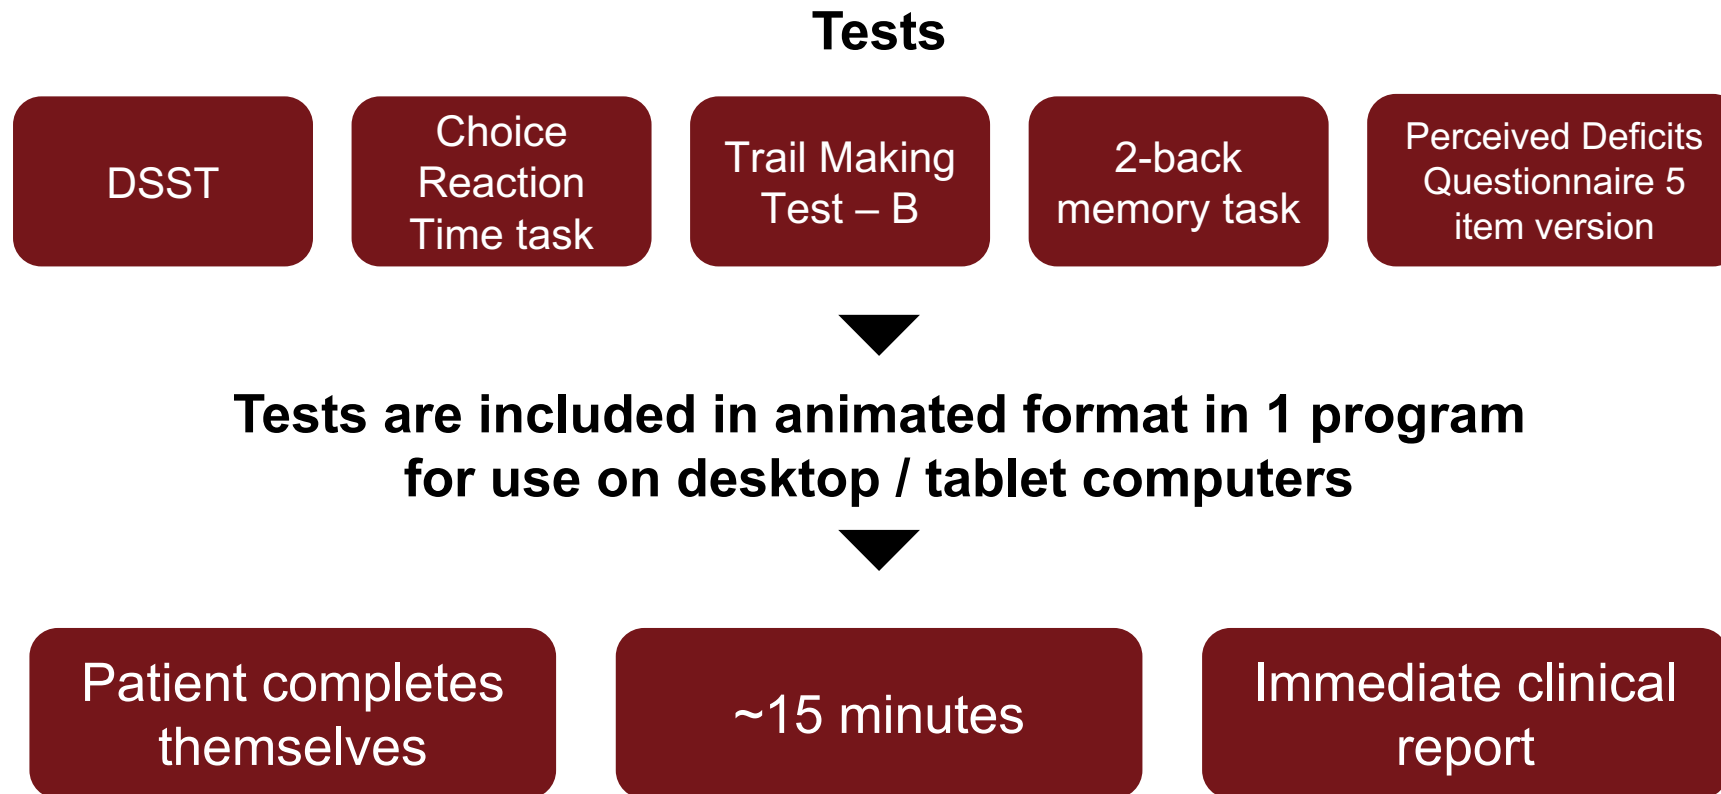 Tests
DSST
Choice
Reaction
Time task
Trail Making
Test – B
2-back
memory task
Perceived Deficits
Questionnaire 5
item version
Tests are included in animated format in 1 program
for use on desktop / tablet computers
Patient completes
themselves
~15 minutes
Immediate clinical
report